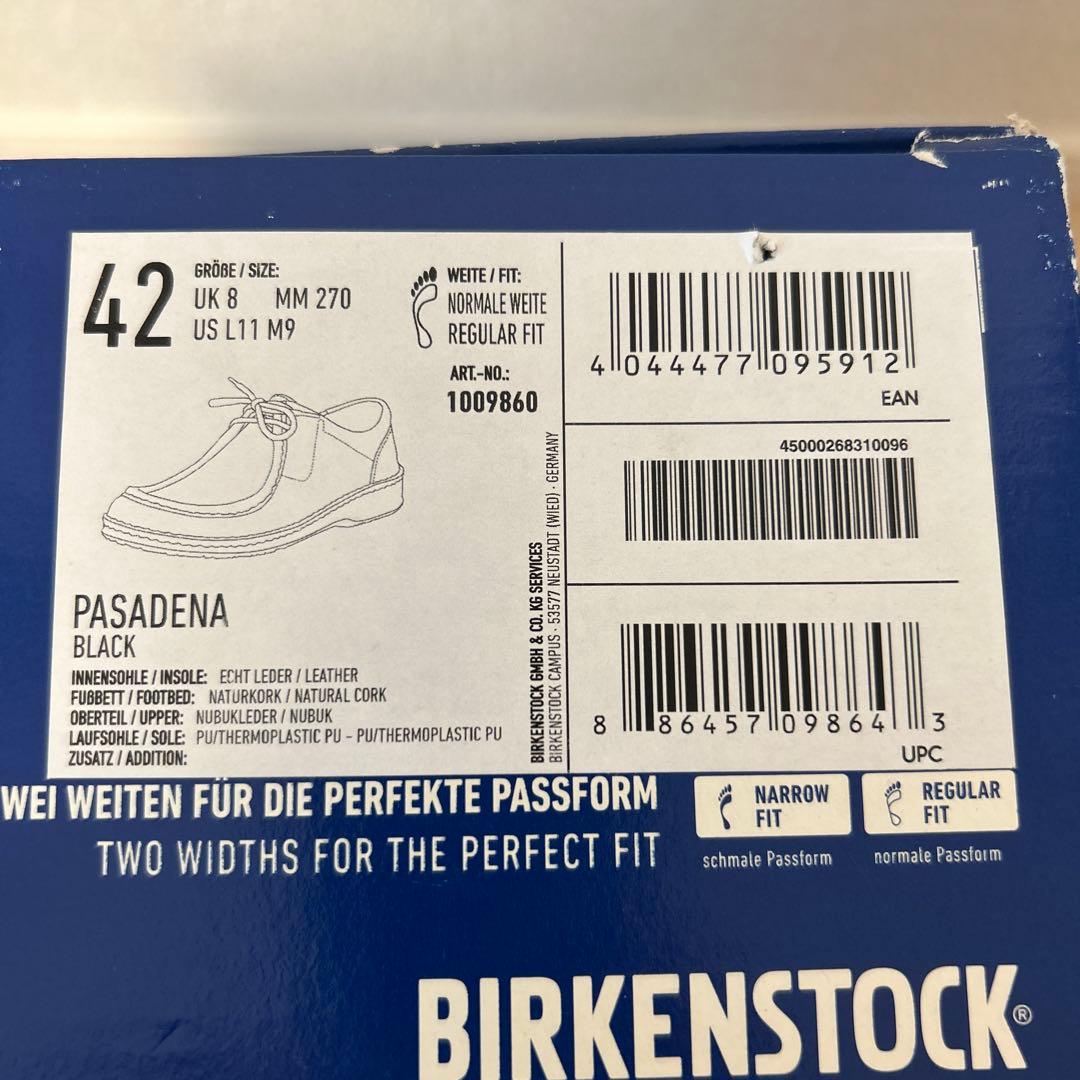 42
GRÖßE / SIZE:
UK 8 MM 270
US L11 M9
WEITE / FIT:
NORMALE WEITE
REGULAR FIT
ART.-NO.:
1009860
PASADENA
BLACK
INNENSOHLE / INSOLE: ECHT LEDER / LEATHER
FUßBETT / FOOTBED: NATURKORK / NATURAL CORK
OBERTEIL / UPPER: NUBUKLEDER / NUBUK
LAUFSOHLE / SOLE: PU/THERMOPLASTIC PU - PU/THERMOPLASTIC PU
ZUSATZ / ADDITION:
BIRKENSTOCK GMBH & CO. KG SERVICES
BIRKENSTOCK CAMPUS · 53577 NEUSTADT (WIED) · GERMANY
4 044477 095912
EAN
45000268310096
8 86457 09864 3
UPC
WEI WEITEN FÜR DIE PERFEKTE PASSFORM
TWO WIDTHS FOR THE PERFECT FIT
NARROW
FIT
schmale Passform
REGULAR
FIT
normale Passform
BIRKENSTOCK®